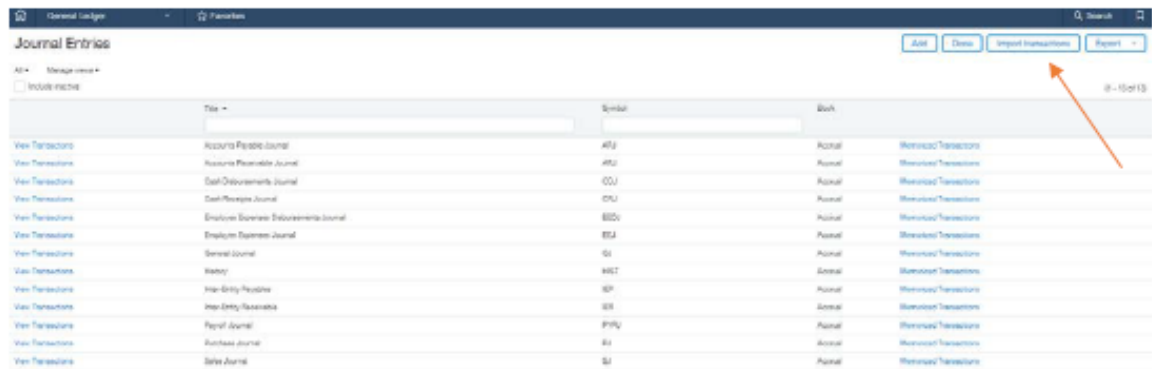 General Ledger Favorites Search
Journal Entries Add Done Import transactions Export
All Manage views
Include inactive
Title Symbol Book
View Transactions Accounts Payable Journal APJ Accrual Memorized Transactions
View Transactions Accounts Receivable Journal ARJ Accrual Memorized Transactions
View Transactions Cash Disbursements Journal CDJ Accrual Memorized Transactions
View Transactions Cash Receipts Journal CRJ Accrual Memorized Transactions
View Transactions Employee Expenses Disbursements Journal EEDJ Accrual Memorized Transactions
View Transactions Employee Expenses Journal EEJ Accrual Memorized Transactions
View Transactions General Journal GJ Accrual Memorized Transactions
View Transactions History HIST Accrual Memorized Transactions
View Transactions Inter-Entity Payables IEP Accrual Memorized Transactions
View Transactions Inter-Entity Receivable IER Accrual Memorized Transactions
View Transactions Payroll Journal PYRJ Accrual Memorized Transactions
View Transactions Purchase Journal PJ Accrual Memorized Transactions
View Transactions Sales Journal SJ Accrual Memorized Transactions